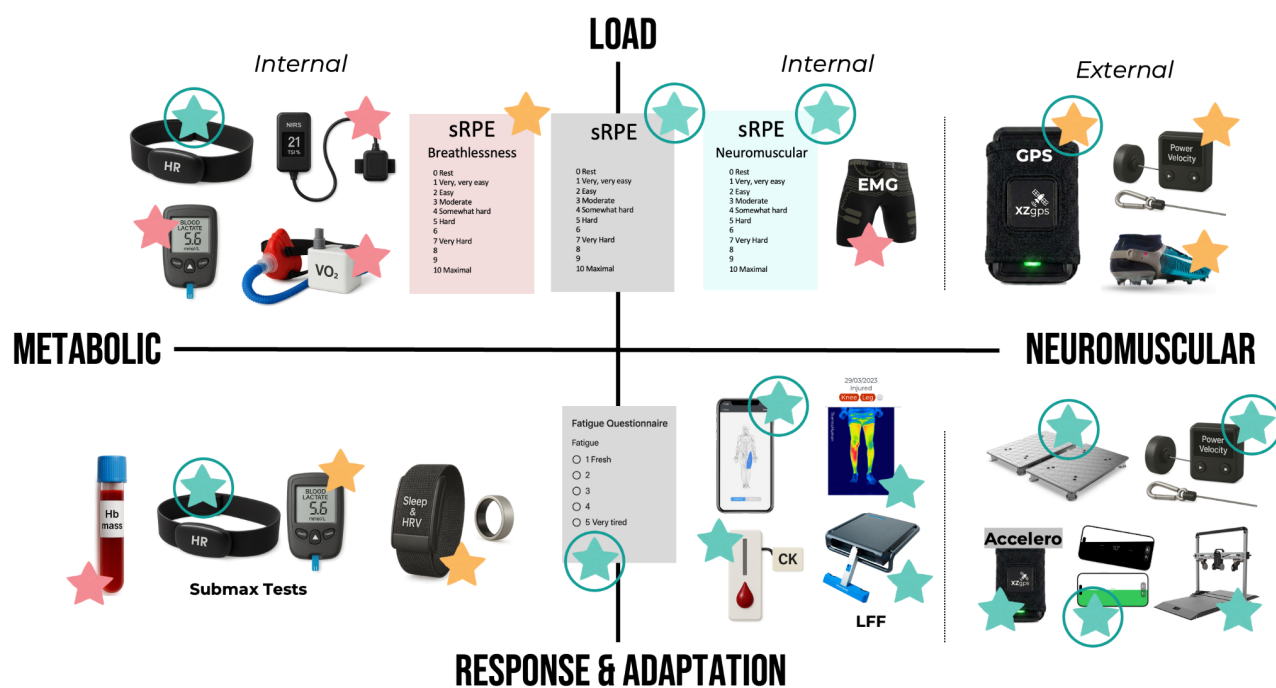 LOAD
Internal
Internal
External
HR
NIRS
21
TSI%
BLOOD
LACTATE
5.6
mmol/L
VO₂
sRPE
Breathlessness
0 Rest
1 Very, very easy
2 Easy
3 Moderate
4 Somewhat hard
5 Hard
6
7 Very Hard
8
9
10 Maximal
sRPE
0 Rest
1 Very, very easy
2 Easy
3 Moderate
4 Somewhat hard
5 Hard
6
7 Very Hard
8
9
10 Maximal
sRPE
Neuromuscular
0 Rest
1 Very, very easy
2 Easy
3 Moderate
4 Somewhat hard
5 Hard
6
7 Very Hard
8
9
10 Maximal
EMG
GPS
XZgps
Power
Velocity
METABOLIC
NEUROMUSCULAR
Hb
mass
HR
BLOOD
LACTATE
5.6
mmol/L
Submax Tests
Sleep
&
HRV
Fatigue Questionnaire
Fatigue
1 Fresh
2
3
4
5 Very tired
29/03/2023
Injured
Knee Leg
CK
LFF
Power
Velocity
Accelero
XZgps
RESPONSE & ADAPTATION